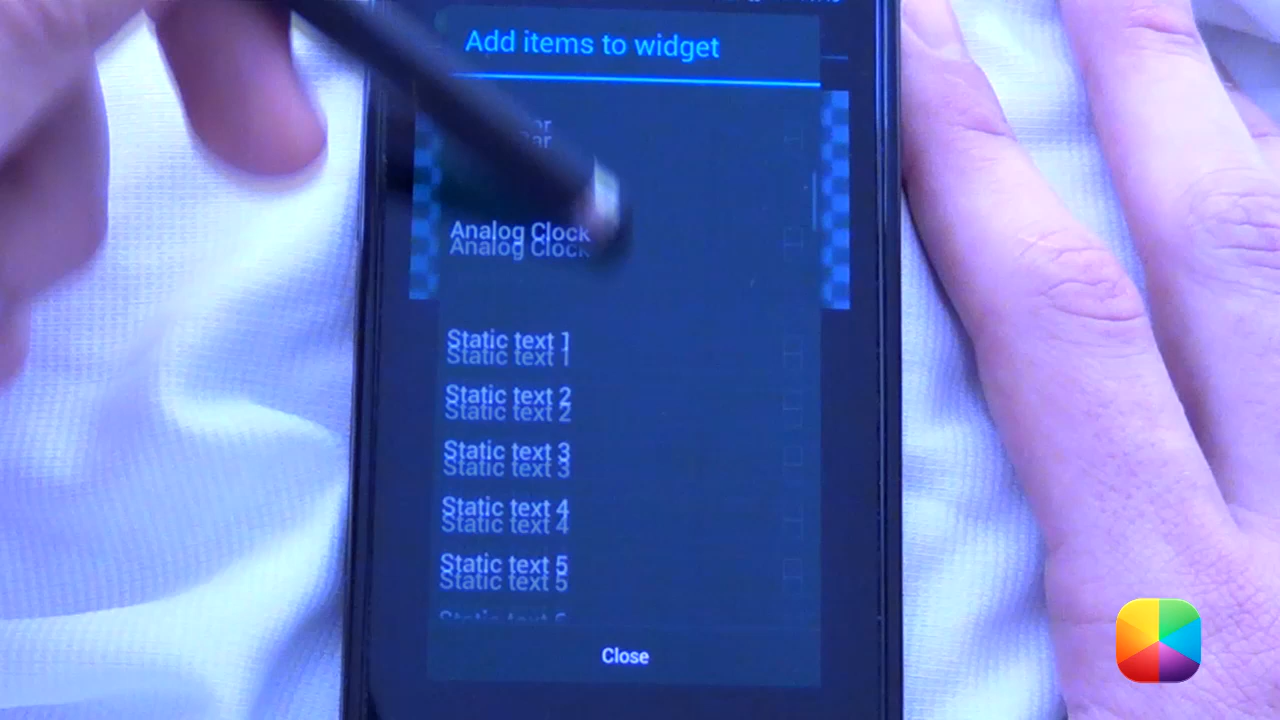 Add items to widget
Analog Clock
Static text 1
Static text 2
Static text 3
Static text 4
Static text 5
Close